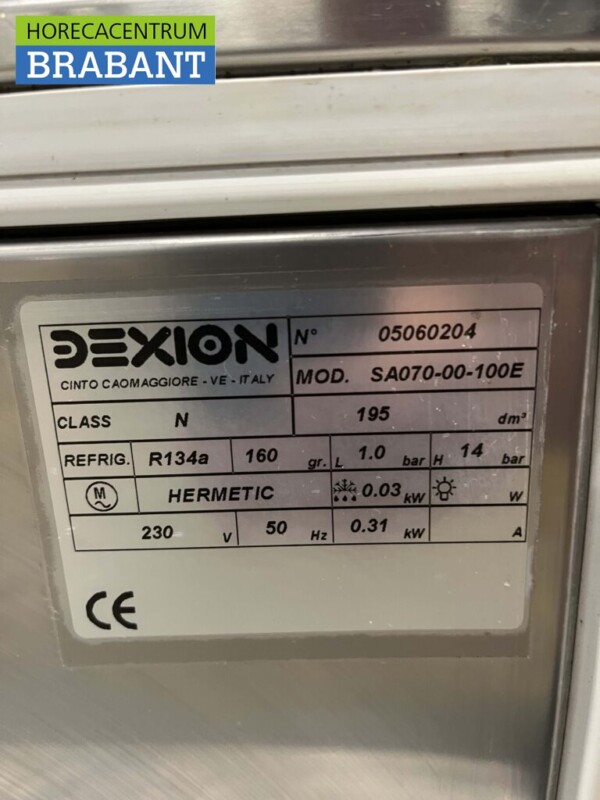 HORECACENTRUM
BRABANT
DEXION
CINTO CAOMAGGIORE - VE - ITALY
N° 05060204
MOD. SA070-00-100E
CLASS N 195 dm³
REFRIG. R134a 160 gr. L 1.0 bar H 14 bar
M HERMETIC 0.03 kW W
230 V 50 Hz 0.31 kW A
CE